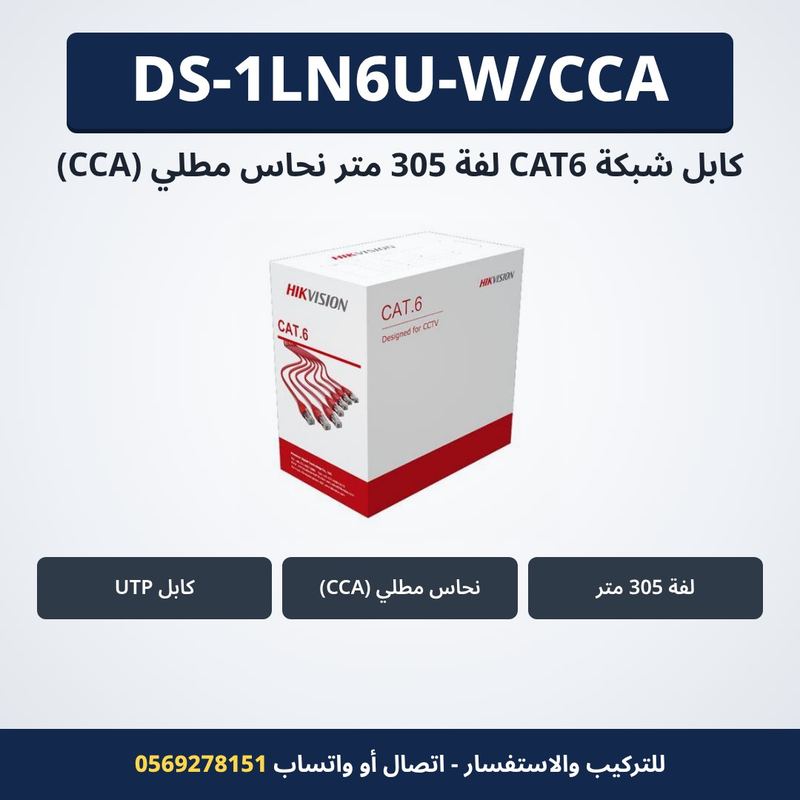 DS-1LN6U-W/CCA
كابل شبكة CAT6 لفة 305 متر نحاس مطلي (CCA)
HIKVISION
HIKVISION
HIKVISION
CAT.6
Designed for CCTV
CAT.6
لفة 305 متر
نحاس مطلي (CCA)
كابل UTP
للتركيب والاستفسار - اتصال أو واتساب 0569278151